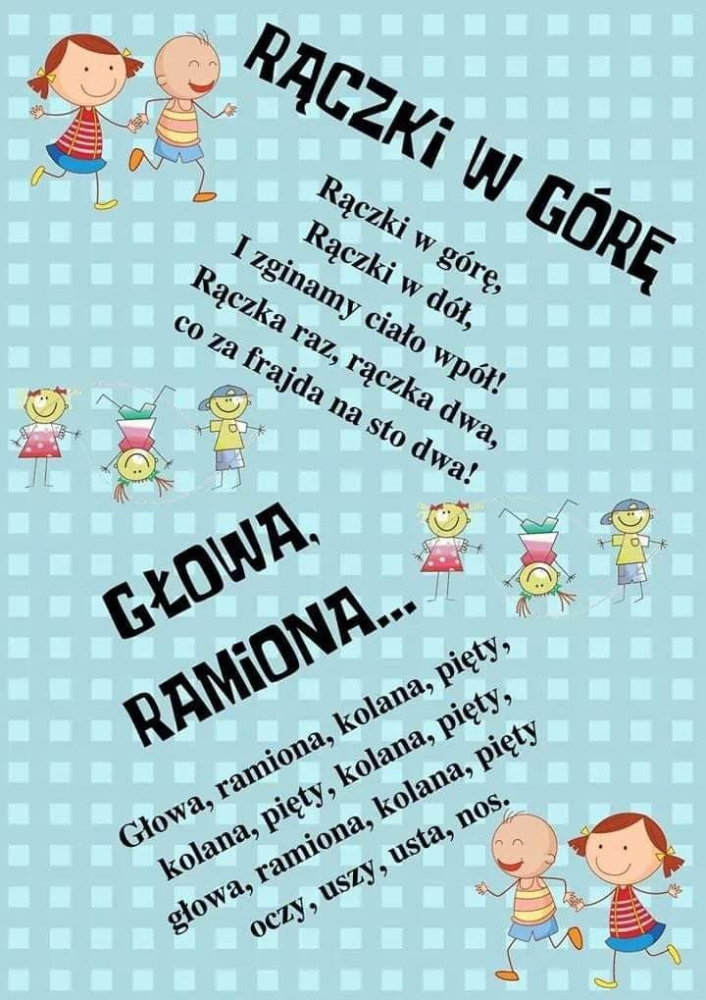 RĄCZKi W GÓRĘ
Rączki w górę,
Rączki w dół,
I zginamy ciało wpół!
Rączka raz, rączka dwa,
co za frajda na sto dwa!
GŁOWA,
RAMiONA...
Głowa, ramiona, kolana, pięty,
kolana, pięty, kolana, pięty,
głowa, ramiona, kolana, pięty
oczy, uszy, usta, nos.